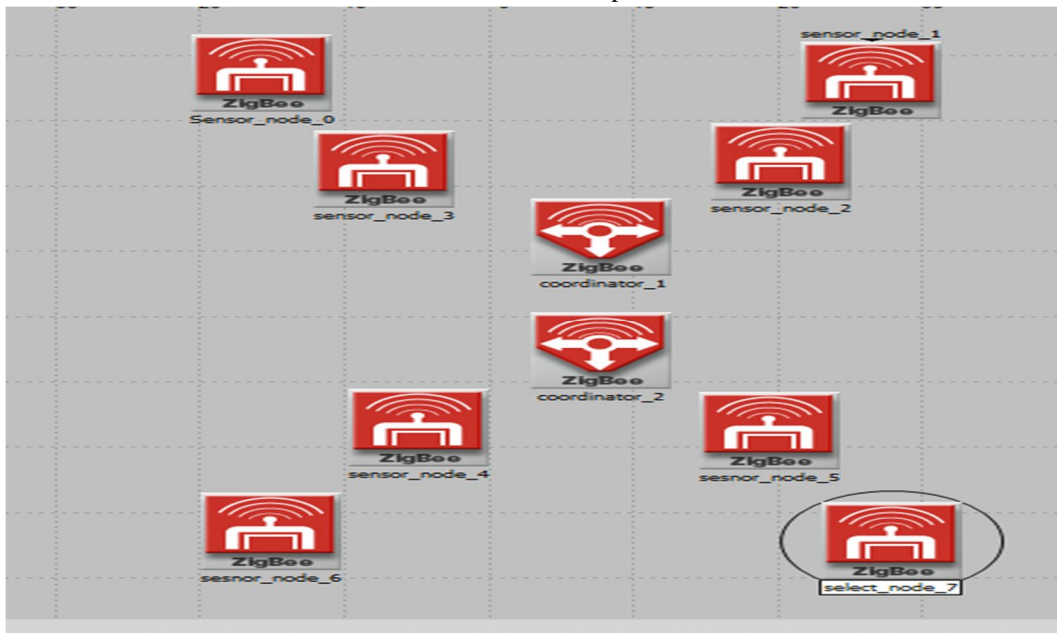 sensor_node_1
ZigBee
Sensor_node_0
ZigBee
ZigBee
sensor_node_3
ZigBee
sensor_node_2
ZigBee
coordinator_1
ZigBee
coordinator_2
ZigBee
sensor_node_4
ZigBee
sesnor_node_5
ZigBee
sesnor_node_6
ZigBee
select_node_7